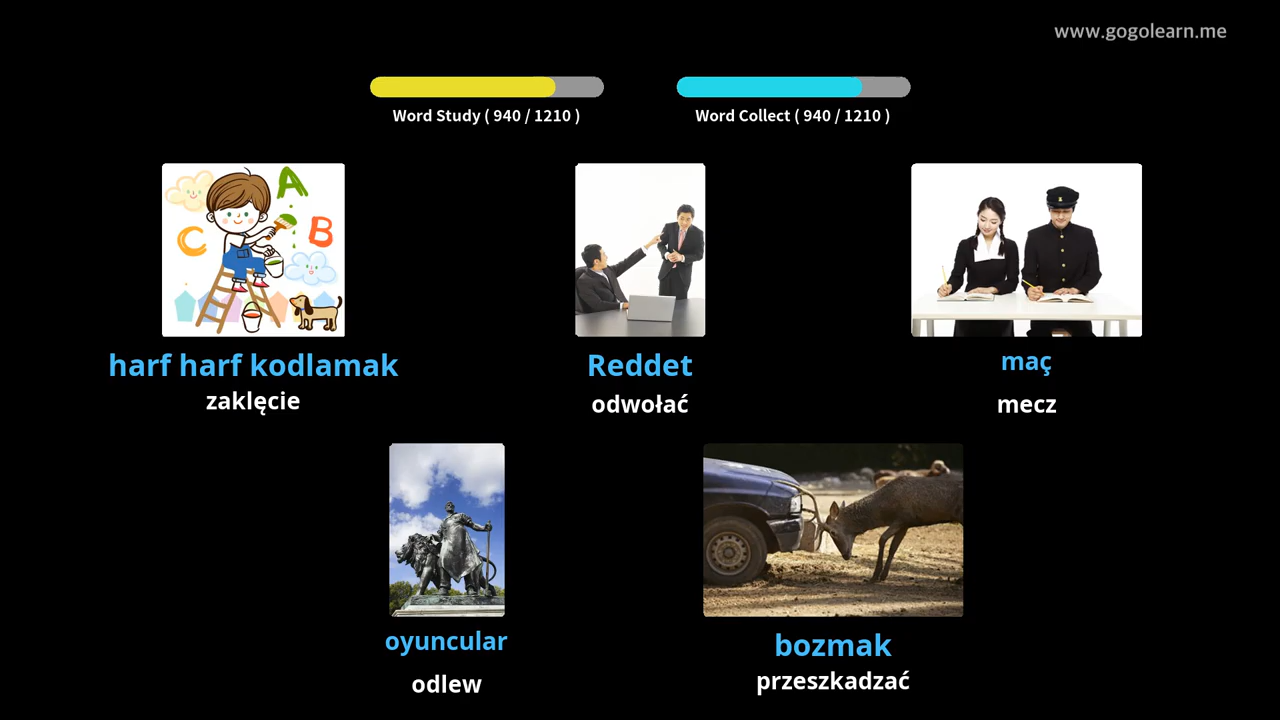 www.gogolearn.me
Word Study ( 940 / 1210 )
Word Collect ( 940 / 1210 )
A
B
C
harf harf kodlamak
zaklęcie
Reddet
odwołać
maç
mecz
oyuncular
odlew
bozmak
przeszkadzać